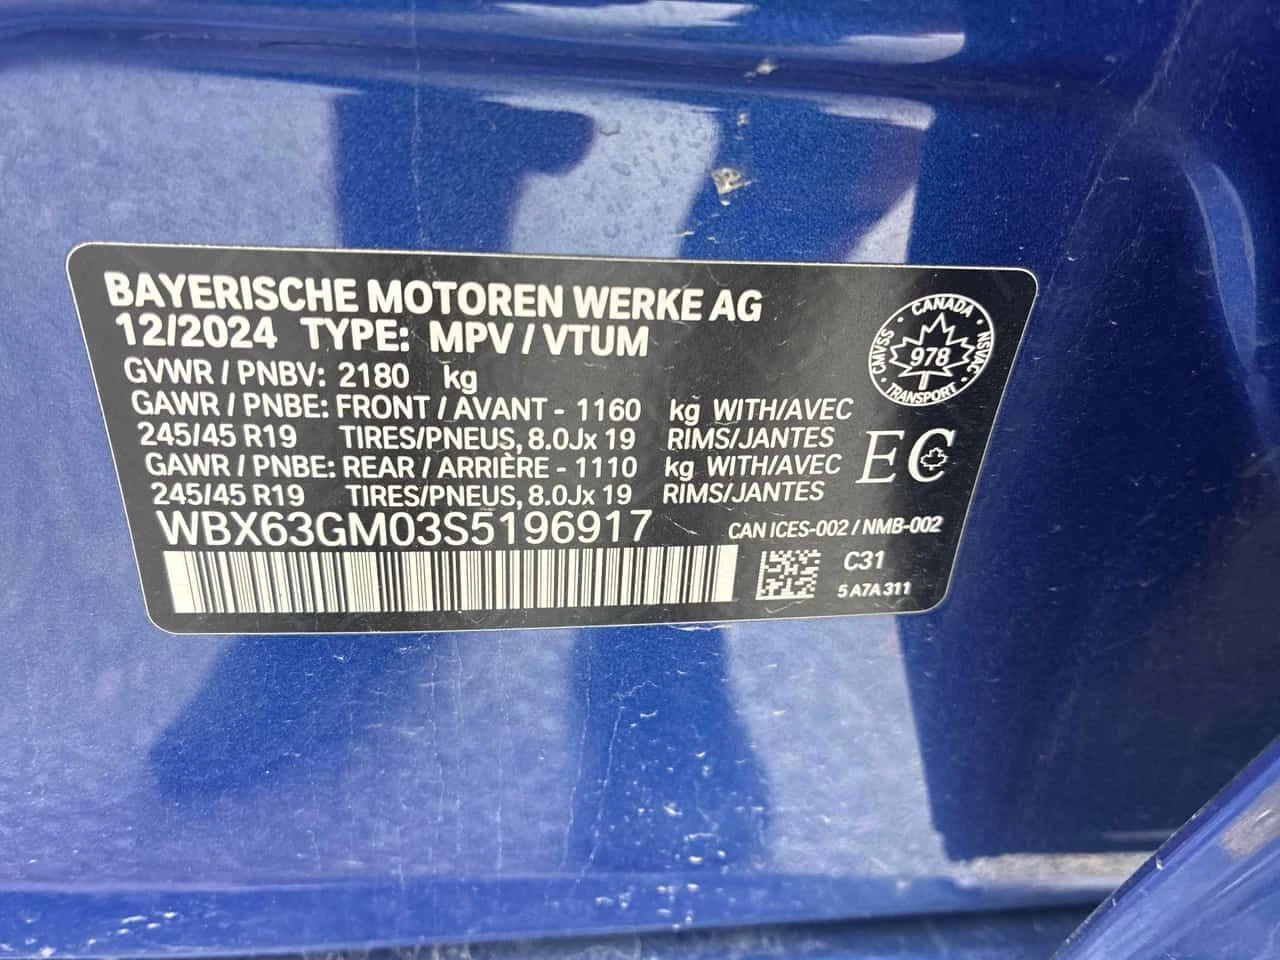 BAYERISCHE MOTOREN WERKE AG
12/2024 TYPE: MPV / VTUM
GVWR / PNBV: 2180 kg
GAWR / PNBE: FRONT / AVANT - 1160 kg WITH/AVEC
245/45 R19 TIRES/PNEUS, 8.0Jx 19 RIMS/JANTES
GAWR / PNBE: REAR / ARRIÈRE - 1110 kg WITH/AVEC
245/45 R19 TIRES/PNEUS, 8.0Jx 19 RIMS/JANTES
WBX63GM03S5196917
CANADA
CMVSS
NSVAC
978
TRANSPORT
EC
CAN ICES-002 / NMB-002
C31
5 A7A 311